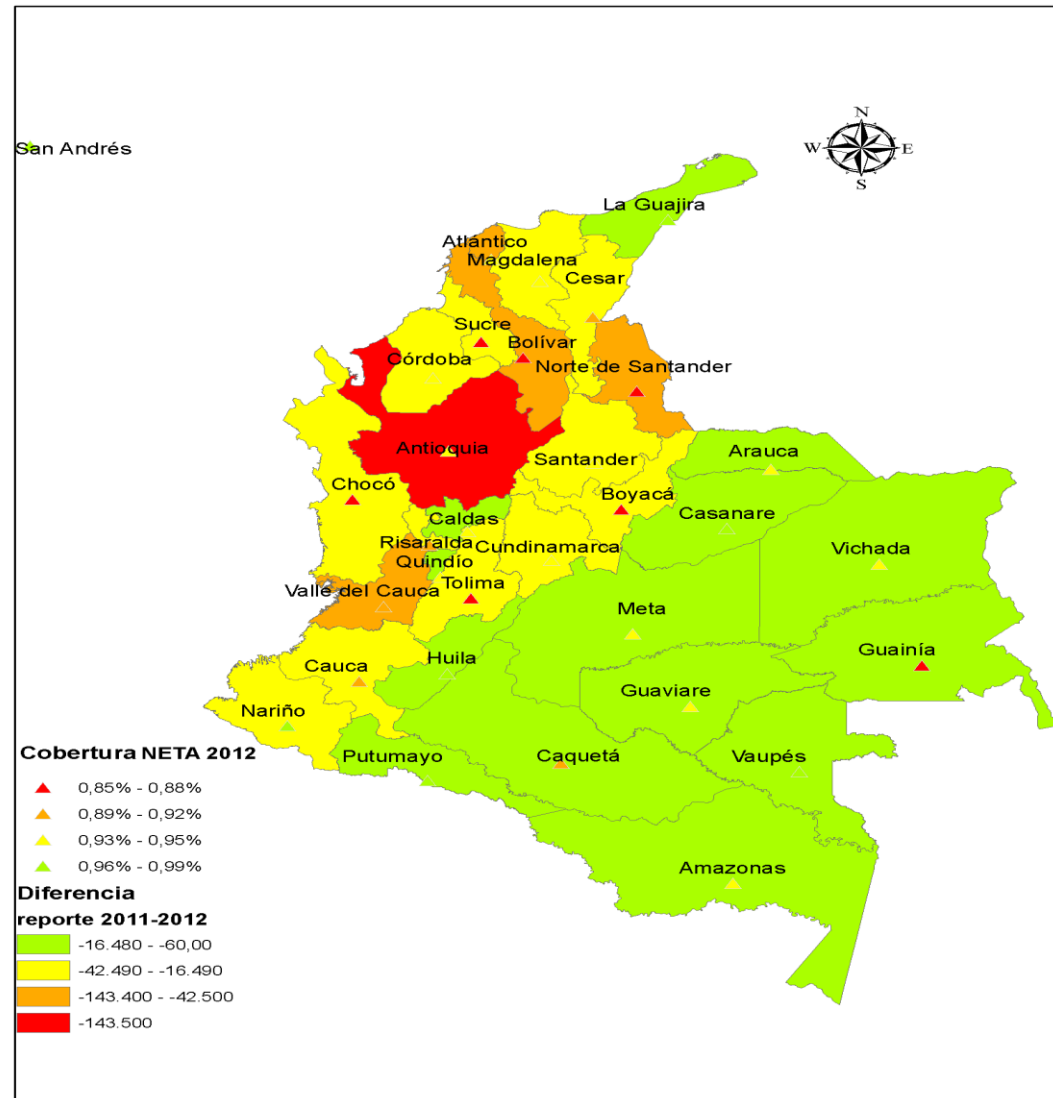 N
W E
S
San Andrés
La Guajira
Atlántico
Magdalena
Cesar
Sucre
Bolívar
Córdoba
Norte de Santander
Antioquia
Santander
Arauca
Chocó
Boyacá
Caldas
Casanare
Risaralda
Cundinamarca
Quindío
Vichada
Valle del Cauca
Tolima
Meta
Guainía
Cauca
Huila
Guaviare
Nariño
Putumayo
Caquetá
Vaupés
Amazonas
Cobertura NETA 2012
0,85% - 0,88%
0,89% - 0,92%
0,93% - 0,95%
0,96% - 0,99%
Diferencia
reporte 2011-2012
-16.480 - -60,00
-42.490 - -16.490
-143.400 - -42.500
-143.500